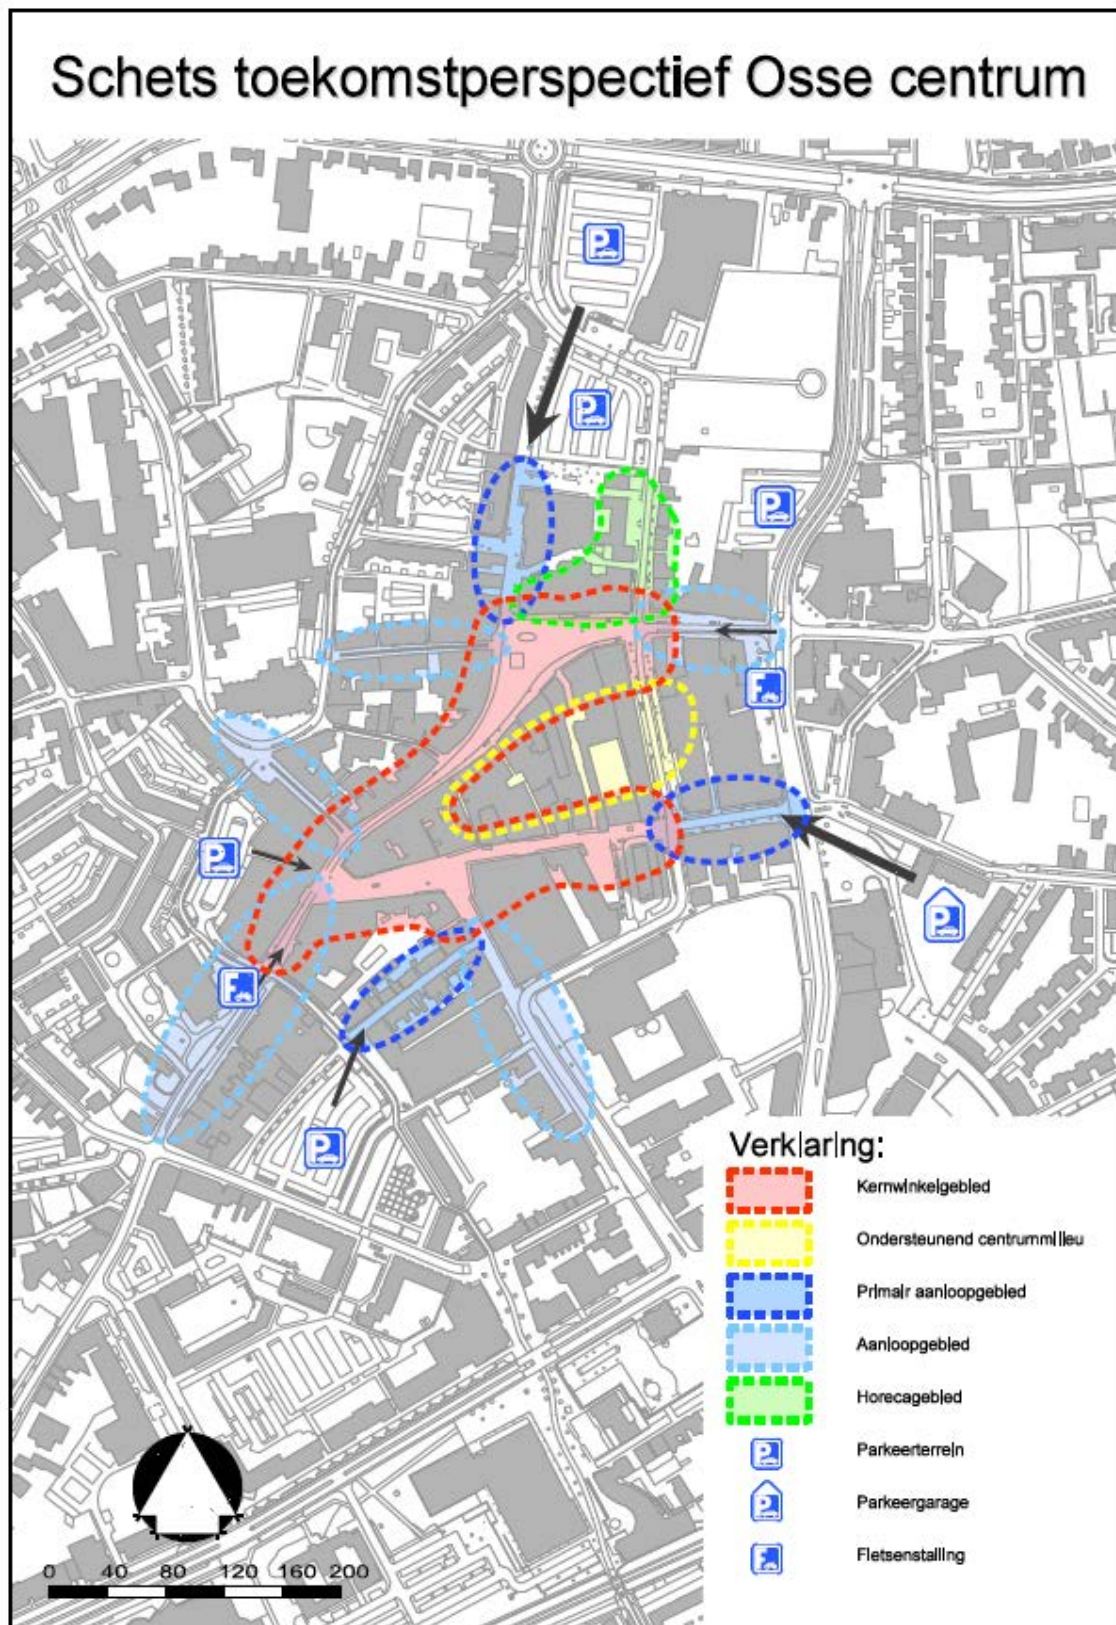 Schets toekomstperspectief Osse centrum
P
P
P
F
P
P
F
P
Verklaring:
Kernwinkelgebied
Ondersteunend centrummilieu
Primair aanloopgebied
Aanloopgebied
Horecagebied
P Parkeerterrein
P Parkeergarage
F Fietsenstalling
0 40 80 120 160 200